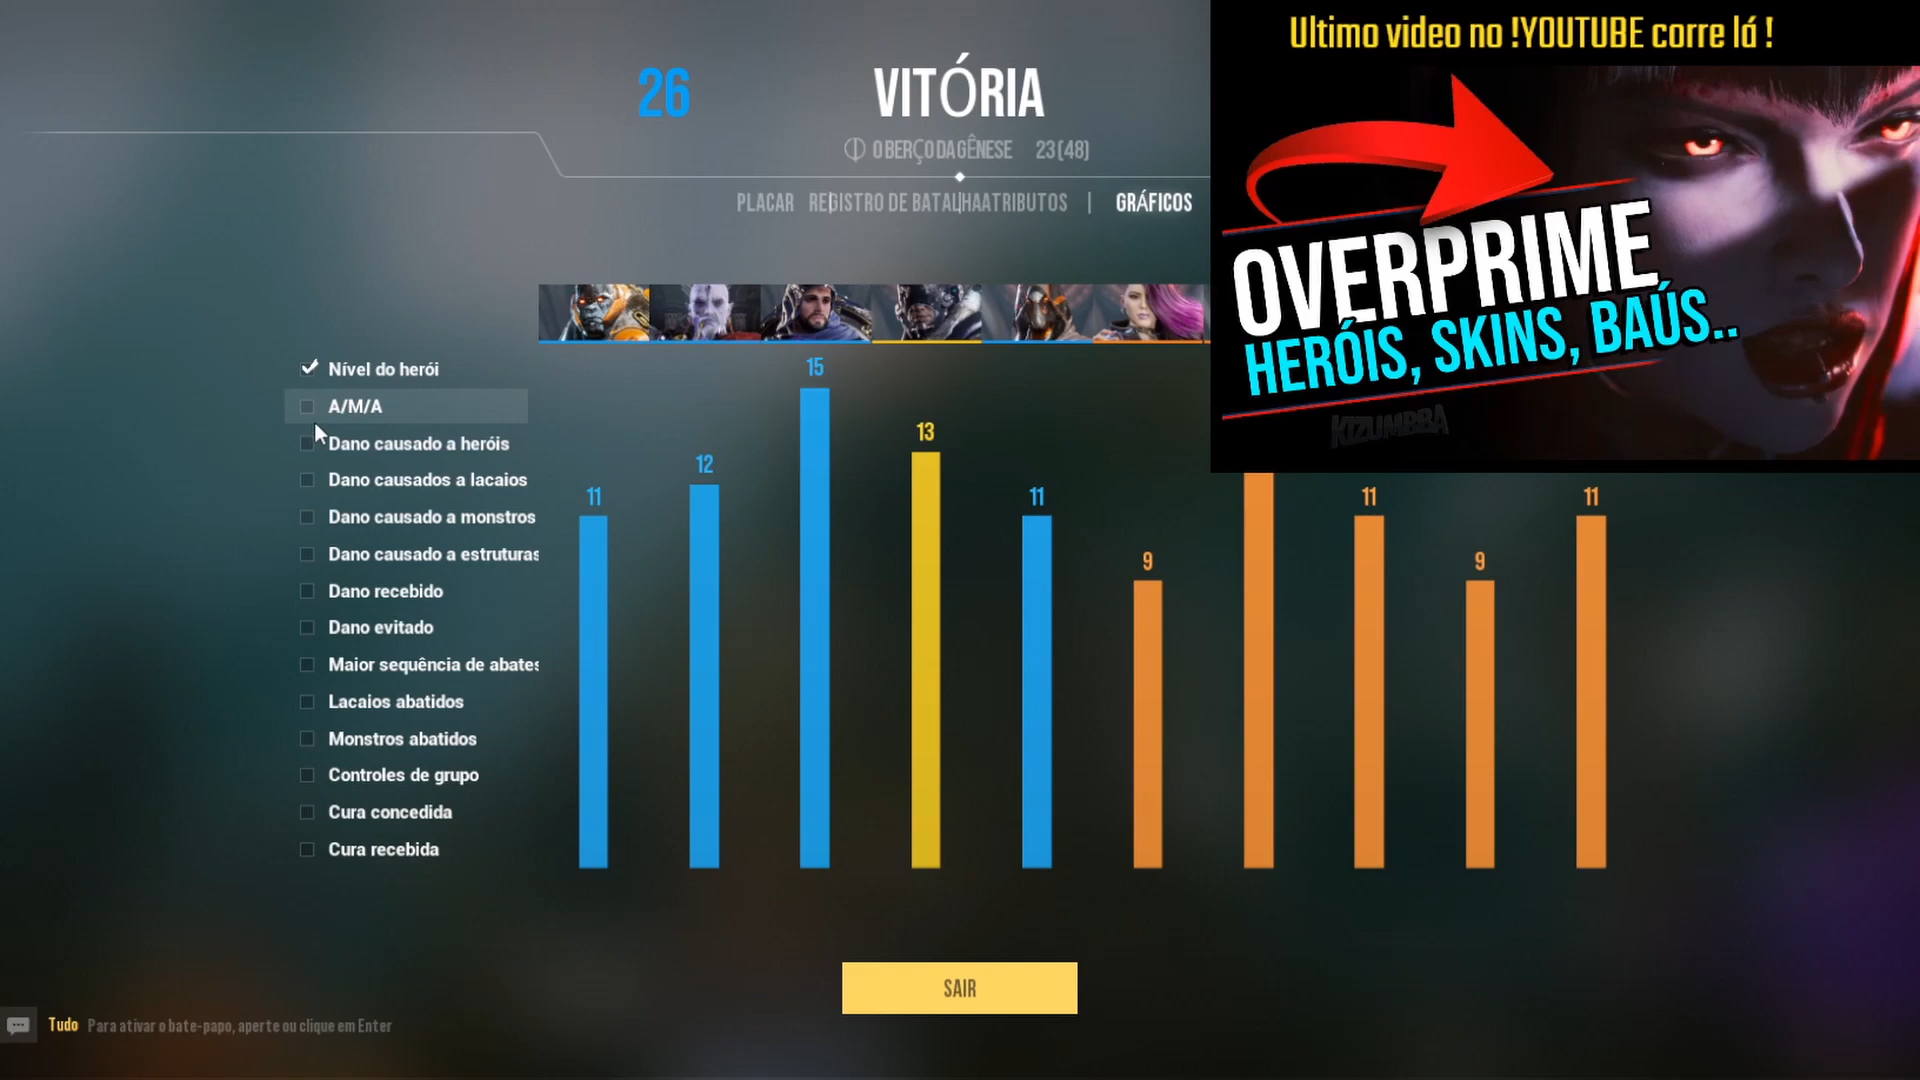 Ultimo video no !YOUTUBE corre lá !
26
VITÓRIA
O BERÇO DA GÊNESE 23(48)
PLACAR REGISTRO DE BATALHA ATRIBUTOS | GRÁFICOS
OVERPRIME
HERÓIS, SKINS, BAÚS..
KIZUMBBA
Nível do herói
A/M/A
Dano causado a heróis
Dano causados a lacaios
Dano causado a monstros
Dano causado a estruturas
Dano recebido
Dano evitado
Maior sequência de abates
Lacaios abatidos
Monstros abatidos
Controles de grupo
Cura concedida
Cura recebida
11
12
15
13
11
9
11
9
11
SAIR
Tudo Para ativar o bate-papo, aperte ou clique em Enter